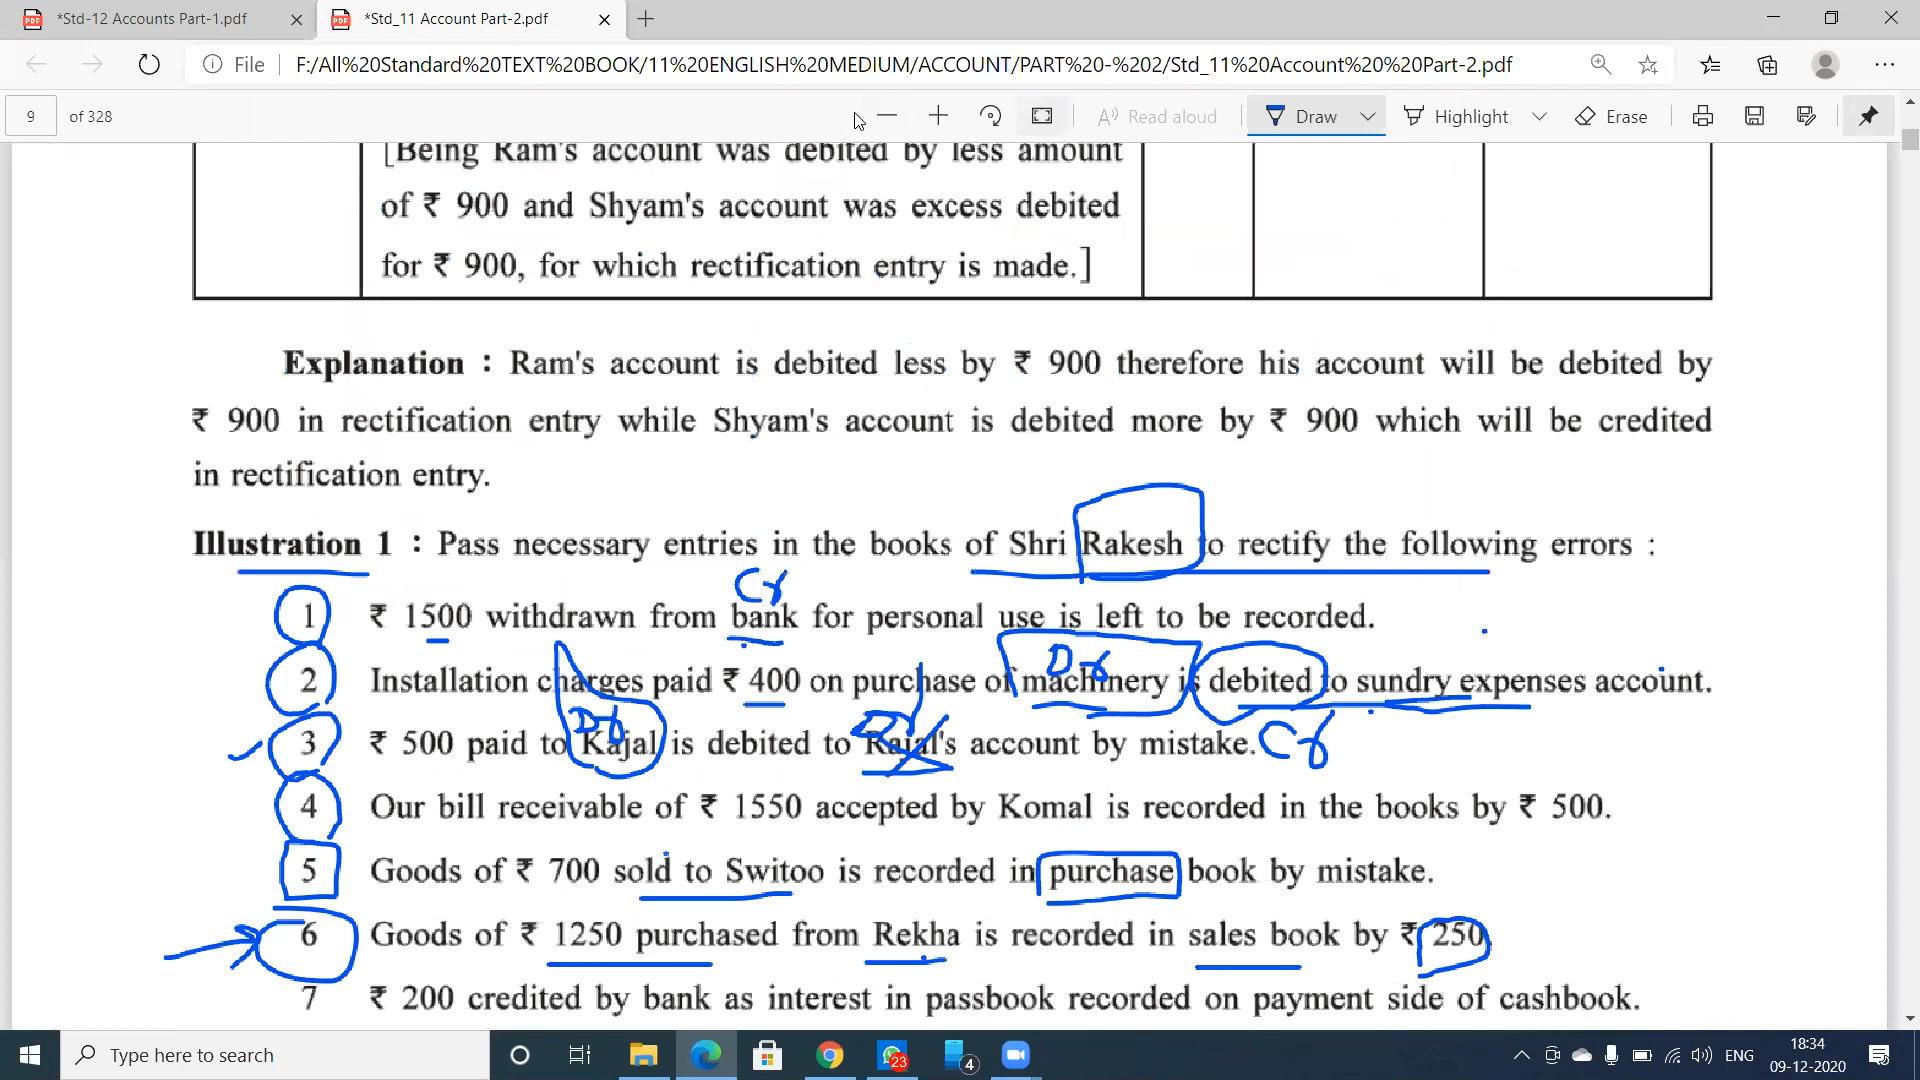 *Std-12 Accounts Part-1.pdf
*Std_11 Account Part-2.pdf
File F:/All%20Standard%20TEXT%20BOOK/11%20ENGLISH%20MEDIUM/ACCOUNT/PART%20-%202/Std_11%20Account%20%20Part-2.pdf
9 of 328 Read aloud Draw Highlight Erase
[Being Ram's account was debited by less amount
of ₹ 900 and Shyam's account was excess debited
for ₹ 900, for which rectification entry is made.]
Explanation : Ram's account is debited less by ₹ 900 therefore his account will be debited by
₹ 900 in rectification entry while Shyam's account is debited more by ₹ 900 which will be credited
in rectification entry.
Illustration 1 : Pass necessary entries in the books of Shri Rakesh to rectify the following errors :
Cr
1 ₹ 1500 withdrawn from bank for personal use is left to be recorded.
Dr
2 Installation charges paid ₹ 400 on purchase of machinery is debited to sundry expenses account.
Dr Dr
3 ₹ 500 paid to Kajal is debited to Rajal's account by mistake. Cr
4 Our bill receivable of ₹ 1550 accepted by Komal is recorded in the books by ₹ 500.
5 Goods of ₹ 700 sold to Switoo is recorded in purchase book by mistake.
6 Goods of ₹ 1250 purchased from Rekha is recorded in sales book by ₹ 250.
7 ₹ 200 credited by bank as interest in passbook recorded on payment side of cashbook.
Type here to search
23
4
ENG
18:34
09-12-2020